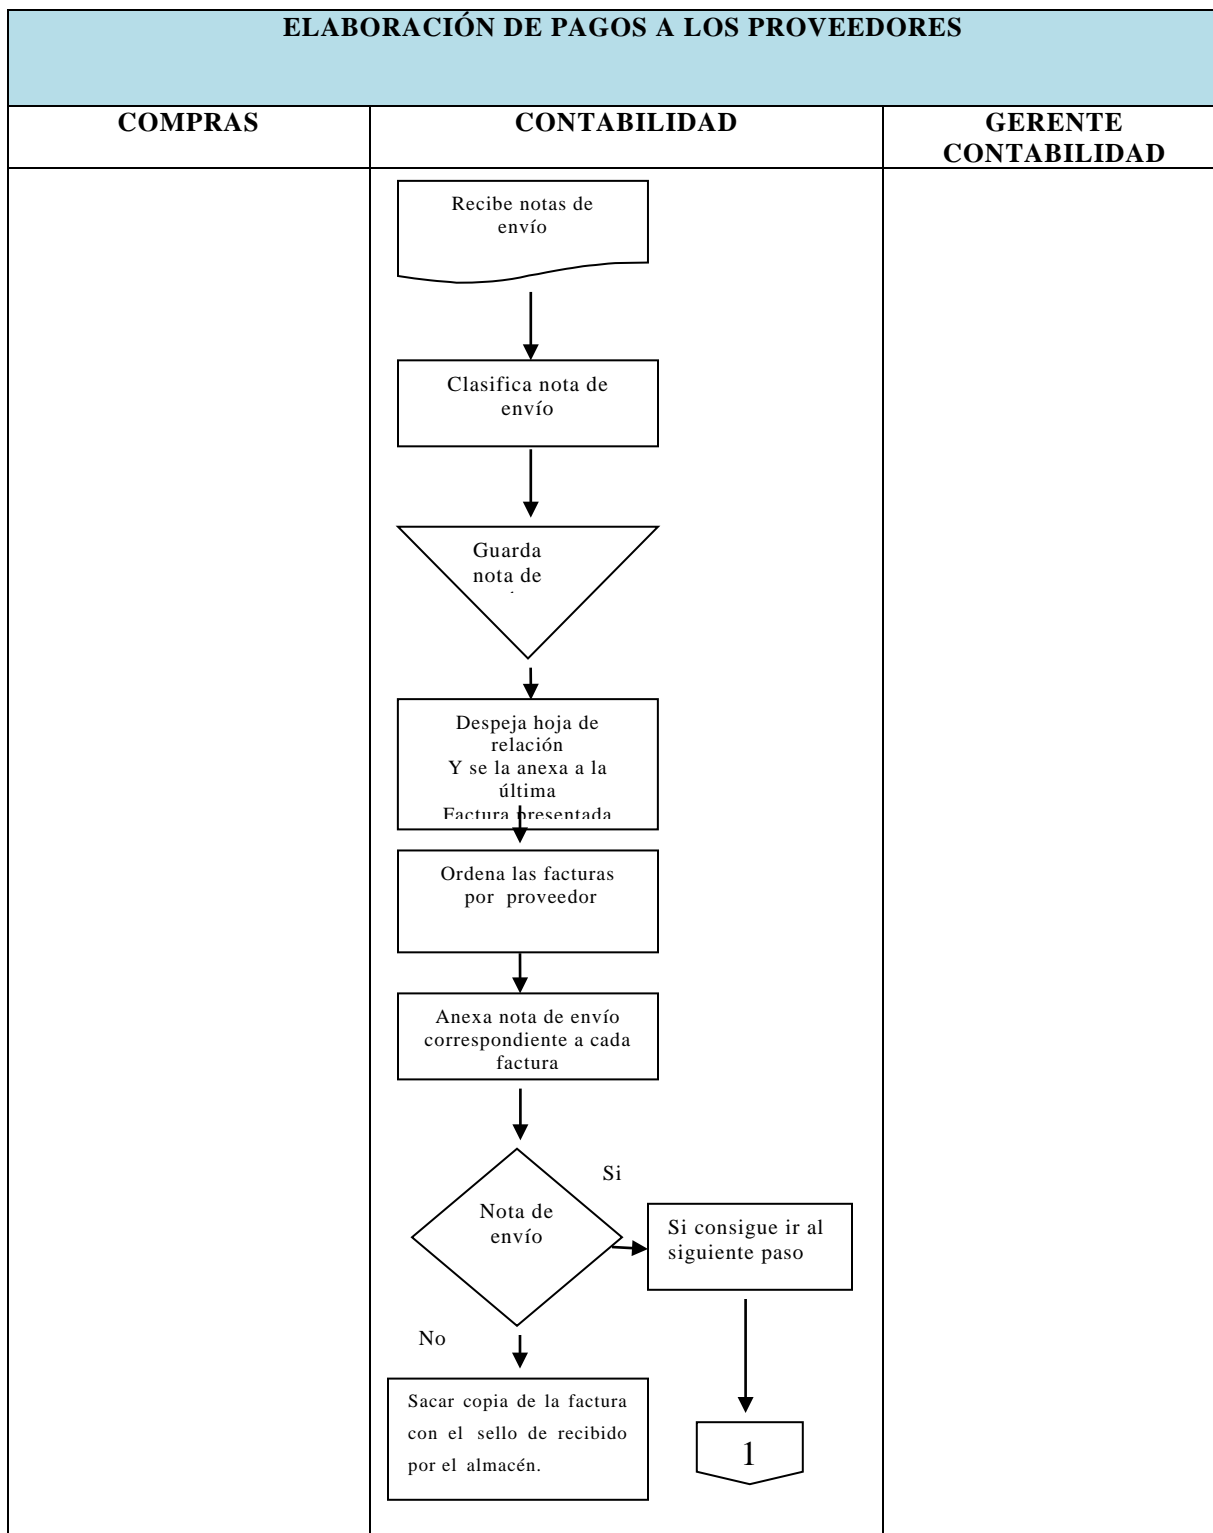 ELABORACIÓN DE PAGOS A LOS PROVEEDORES
COMPRAS
CONTABILIDAD
GERENTE
CONTABILIDAD
Recibe notas de
envío
Clasifica nota de
envío
Guarda
nota de
Despeja hoja de
relación
Y se la anexa a la
última
Factura presentada
Ordena las facturas
por proveedor
Anexa nota de envío
correspondiente a cada
factura
Nota de
envío
Si
Si consigue ir al
siguiente paso
No
Sacar copia de la factura
con el sello de recibido
por el almacén.
1